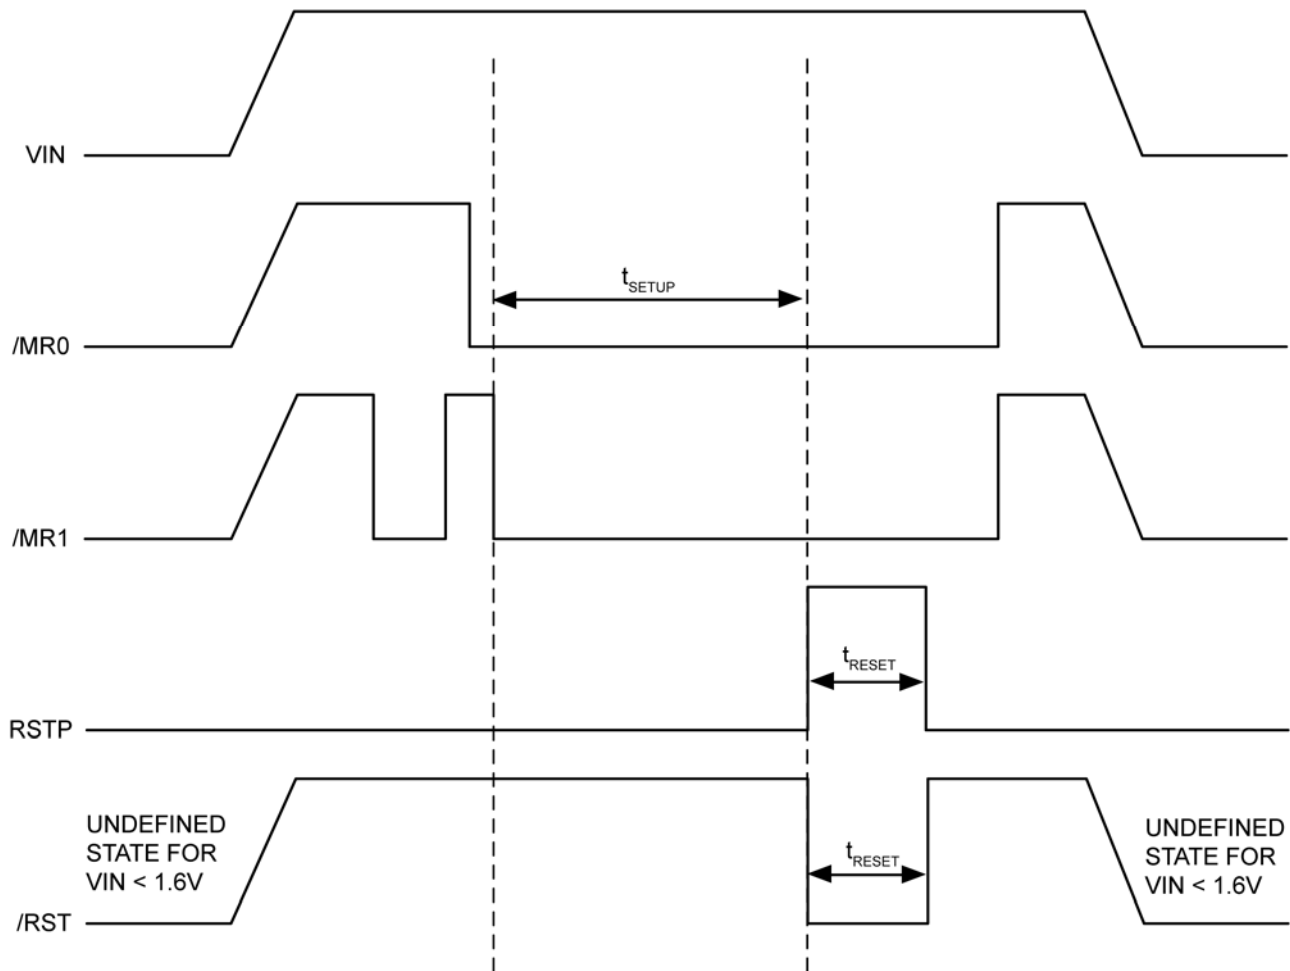 VIN
tSETUP
/MR0
/MR1
tRESET
RSTP
UNDEFINED
STATE FOR
VIN < 1.6V
tRESET
UNDEFINED
STATE FOR
VIN < 1.6V
/RST